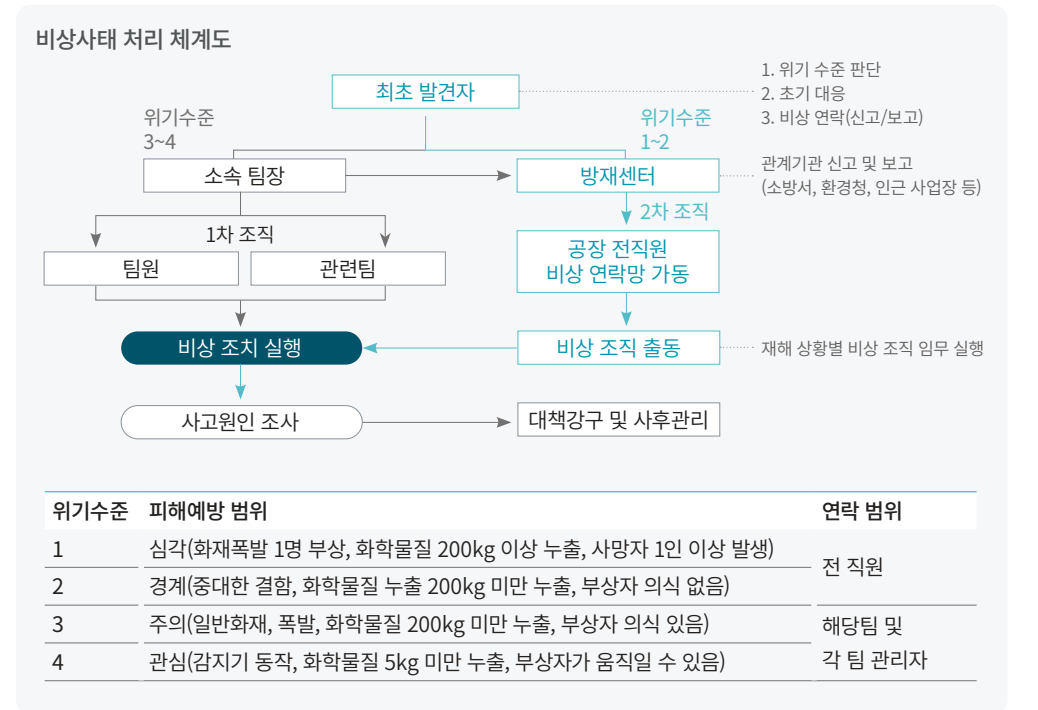 비상사태 처리 체계도
최초 발견자
1. 위기 수준 판단
2. 초기 대응
3. 비상 연락(신고/보고)
위기수준
3~4
위기수준
1~2
소속 팀장
방재센터
관계기관 신고 및 보고
(소방서, 환경청, 인근 사업장 등)
1차 조직
2차 조직
팀원
관련팀
공장 전직원
비상 연락망 가동
비상 조치 실행
비상 조직 출동
재해 상황별 비상 조직 임무 실행
사고원인 조사
대책강구 및 사후관리
위기수준 피해예방 범위 연락 범위
1 심각(화재폭발 1명 부상, 화학물질 200kg 이상 누출, 사망자 1인 이상 발생)
전 직원
2 경계(중대한 결함, 화학물질 누출 200kg 미만 누출, 부상자 의식 없음)
3 주의(일반화재, 폭발, 화학물질 200kg 미만 누출, 부상자 의식 있음)
해당팀 및
4 관심(감지기 동작, 화학물질 5kg 미만 누출, 부상자가 움직일 수 있음)
각 팀 관리자